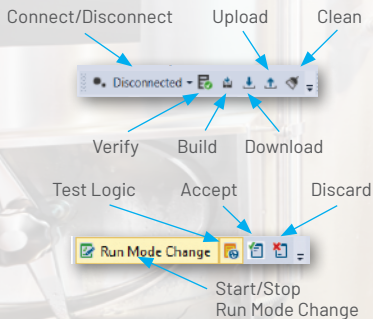 Connect/Disconnect Upload Clean
Disconnected
Verify Build Download
Test Logic Accept Discard
Run Mode Change
Start/Stop
Run Mode Change